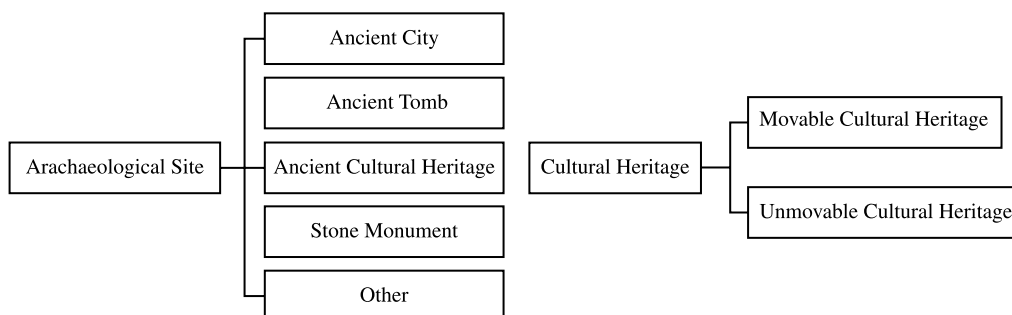 Ancient City
Ancient Tomb
Arachaeological Site
Ancient Cultural Heritage
Stone Monument
Other
Cultural Heritage
Movable Cultural Heritage
Unmovable Cultural Heritage